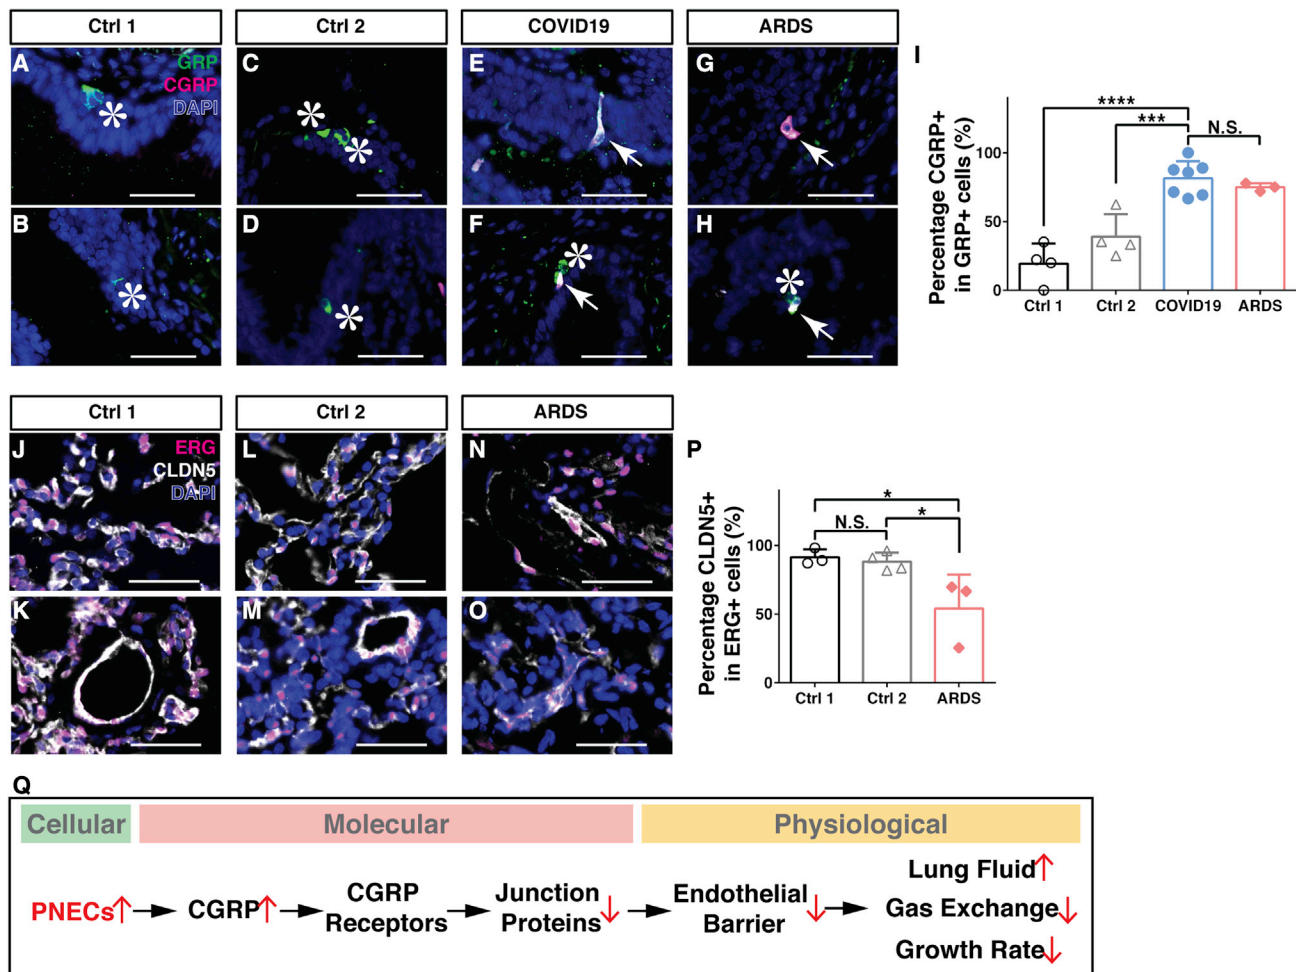 Ctrl 1
Ctrl 2
COVID19
ARDS
A
GRP
CGRP
DAPI
C
E
G
B
D
F
H
I
Percentage CGRP+
in GRP+ cells (%)
100
50
0
****
***
N.S.
Ctrl 1
Ctrl 2
COVID19
ARDS
Ctrl 1
Ctrl 2
ARDS
J
ERG
CLDN5
DAPI
L
N
K
M
O
P
Percentage CLDN5+
in ERG+ cells (%)
100
50
0
*
N.S.
*
Ctrl 1
Ctrl 2
ARDS
Q
Cellular
Molecular
Physiological
PNECs↑
CGRP↑
CGRP
Receptors
Junction
Proteins↓
Endothelial
Barrier↓
Lung Fluid↑
Gas Exchange↓
Growth Rate↓